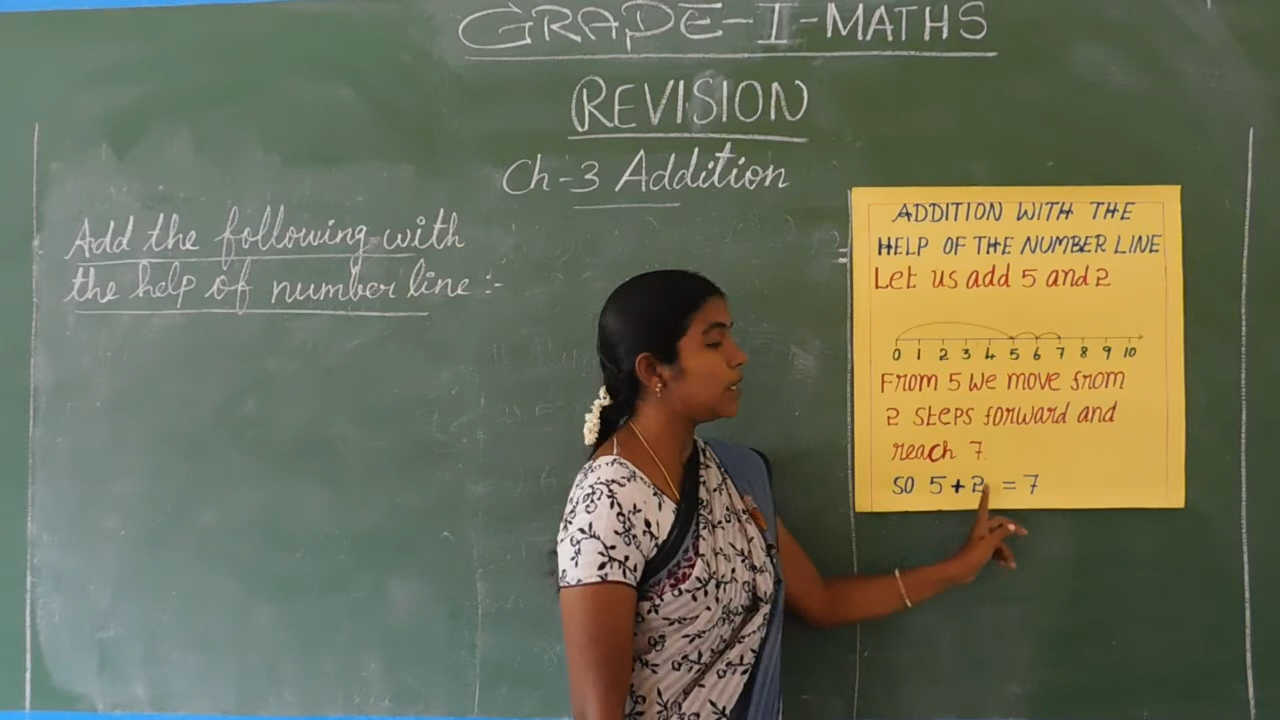 GRADE-I-MATHS
REVISION
Ch-3 Addition
Add the following with
the help of number line:-
ADDITION WITH THE
HELP OF THE NUMBER LINE
Let us add 5 and 2
0 1 2 3 4 5 6 7 8 9 10
From 5 We move from
2 steps forward and
reach 7.
SO 5+2 = 7